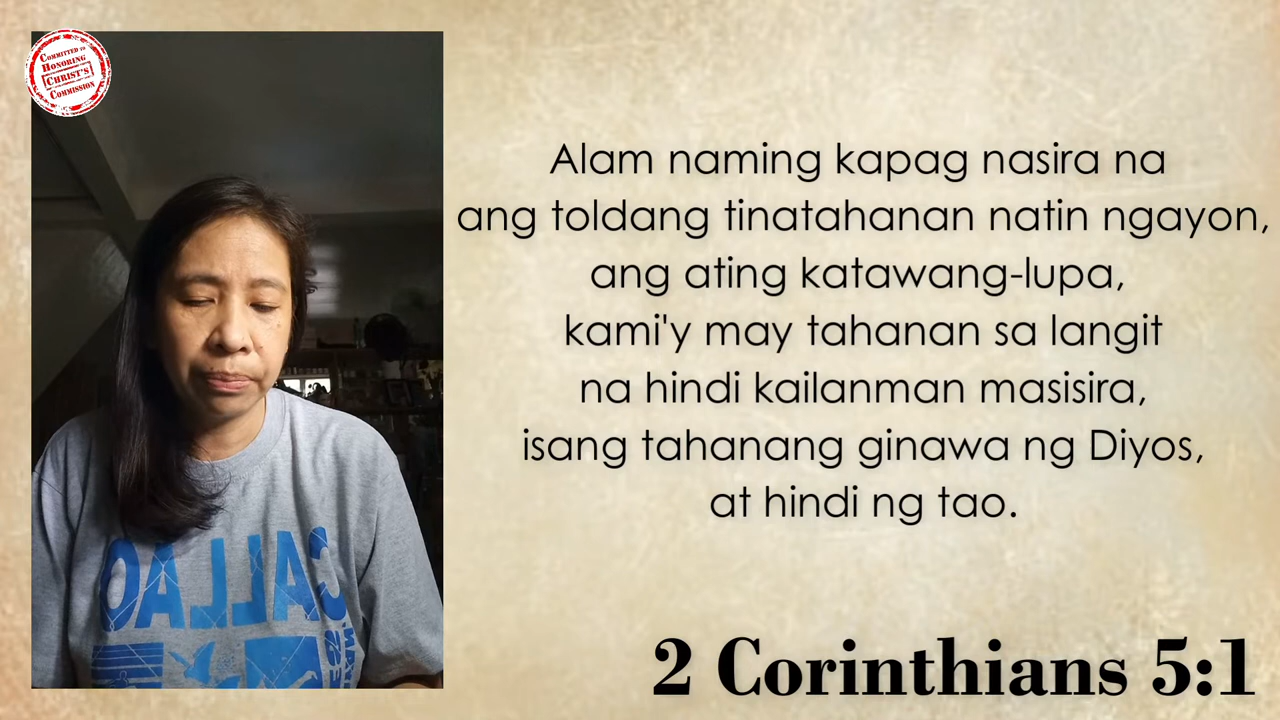 COMMITTED TO
HONORING
CHRIST'S
COMMISSION
Alam naming kapag nasira na
ang toldang tinatahanan natin ngayon,
ang ating katawang-lupa,
kami'y may tahanan sa langit
na hindi kailanman masisira,
isang tahanang ginawa ng Diyos,
at hindi ng tao.
CALLAO
2 Corinthians 5:1